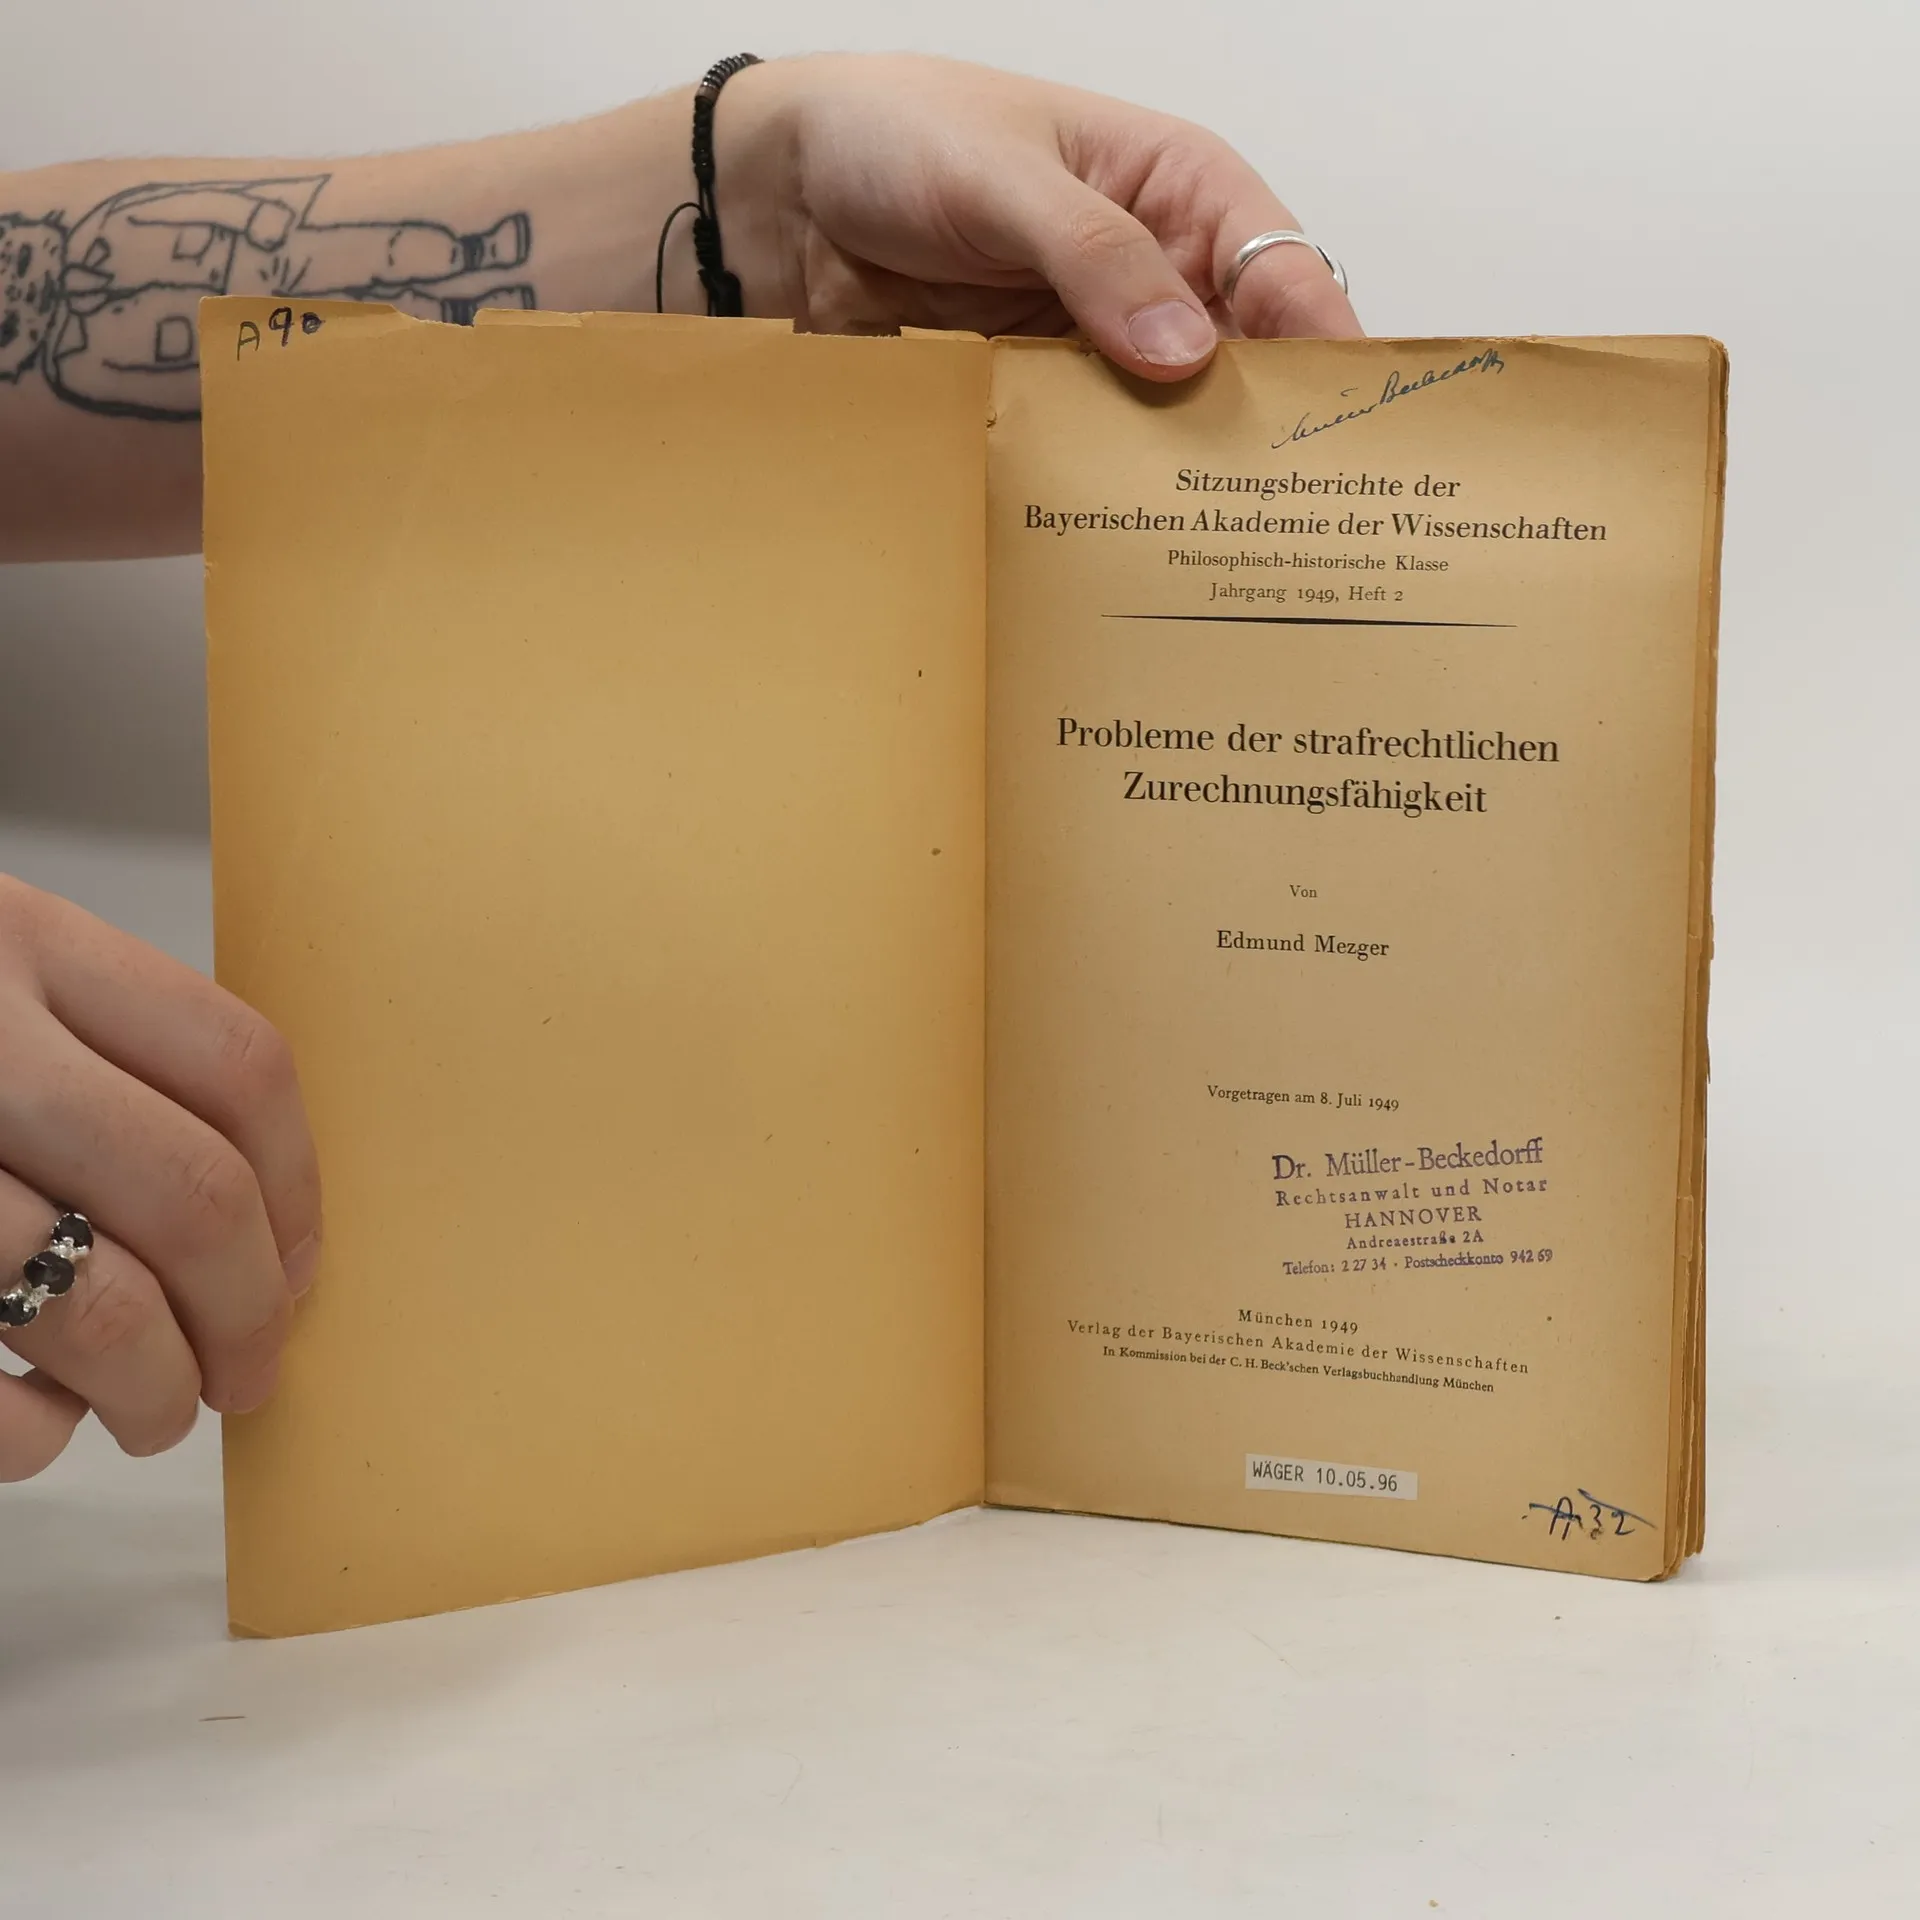 A90
Müller Beckedorff
Sitzungsberichte der
Bayerischen Akademie der Wissenschaften
Philosophisch-historische Klasse
Jahrgang 1949, Heft 2
Probleme der strafrechtlichen
Zurechnungsfähigkeit
Von
Edmund Mezger
Vorgetragen am 8. Juli 1949
Dr. Müller-Beckedorff
Rechtsanwalt und Notar
HANNOVER
Andreaestraße 2A
Telefon: 2 27 34 · Postscheckkonto 942 69
München 1949
Verlag der Bayerischen Akademie der Wissenschaften
In Kommission bei der C. H. Beck'schen Verlagsbuchhandlung München
WÄGER 10.05.96